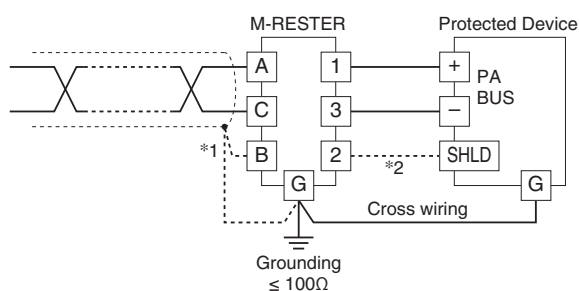 M-RESTER
Protected Device
A
1
+
PA
BUS
C
3
–
*1
B
2
*2
SHLD
G
G
Cross wiring
Grounding
≤ 100Ω